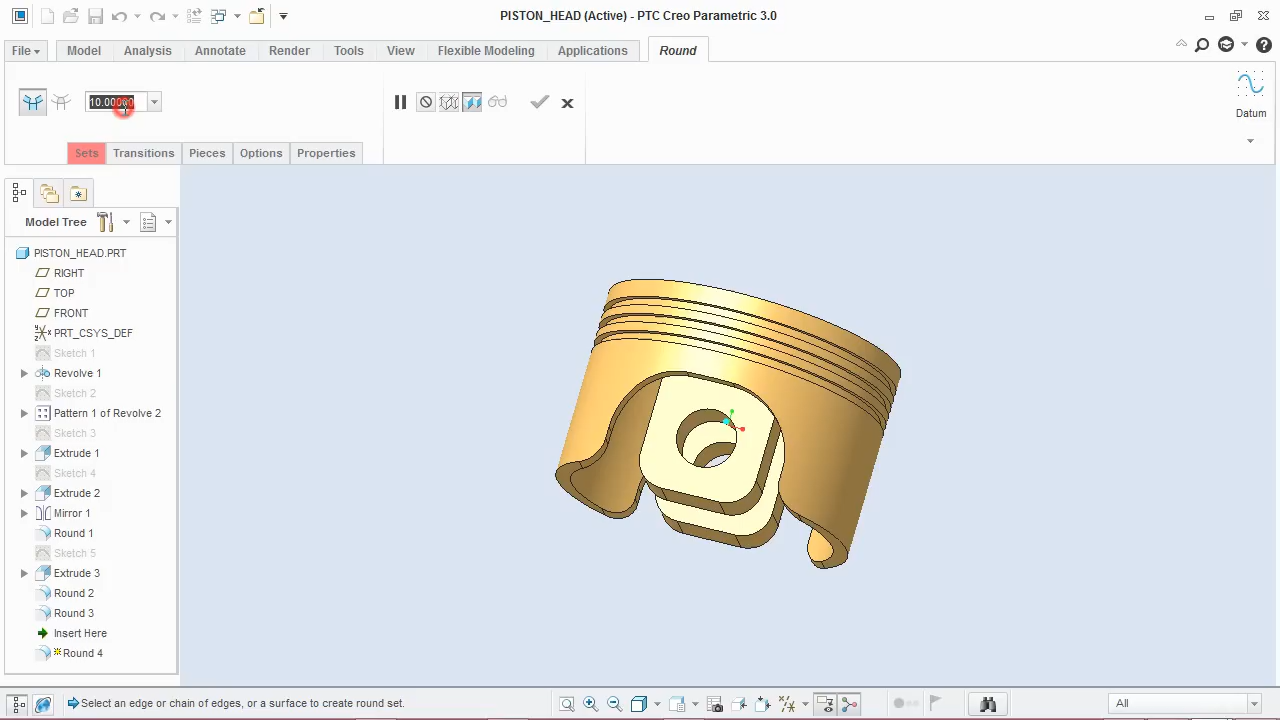 PISTON_HEAD (Active) - PTC Creo Parametric 3.0
File Model Analysis Annotate Render Tools View Flexible Modeling Applications Round
Datum
Sets Transitions Pieces Options Properties
Model Tree
PISTON_HEAD.PRT
RIGHT
TOP
FRONT
PRT_CSYS_DEF
Sketch 1
Revolve 1
Sketch 2
Pattern 1 of Revolve 2
Sketch 3
Extrude 1
Sketch 4
Extrude 2
Mirror 1
Round 1
Sketch 5
Extrude 3
Round 2
Round 3
Insert Here
Round 4
Select an edge or chain of edges, or a surface to create round set.
All